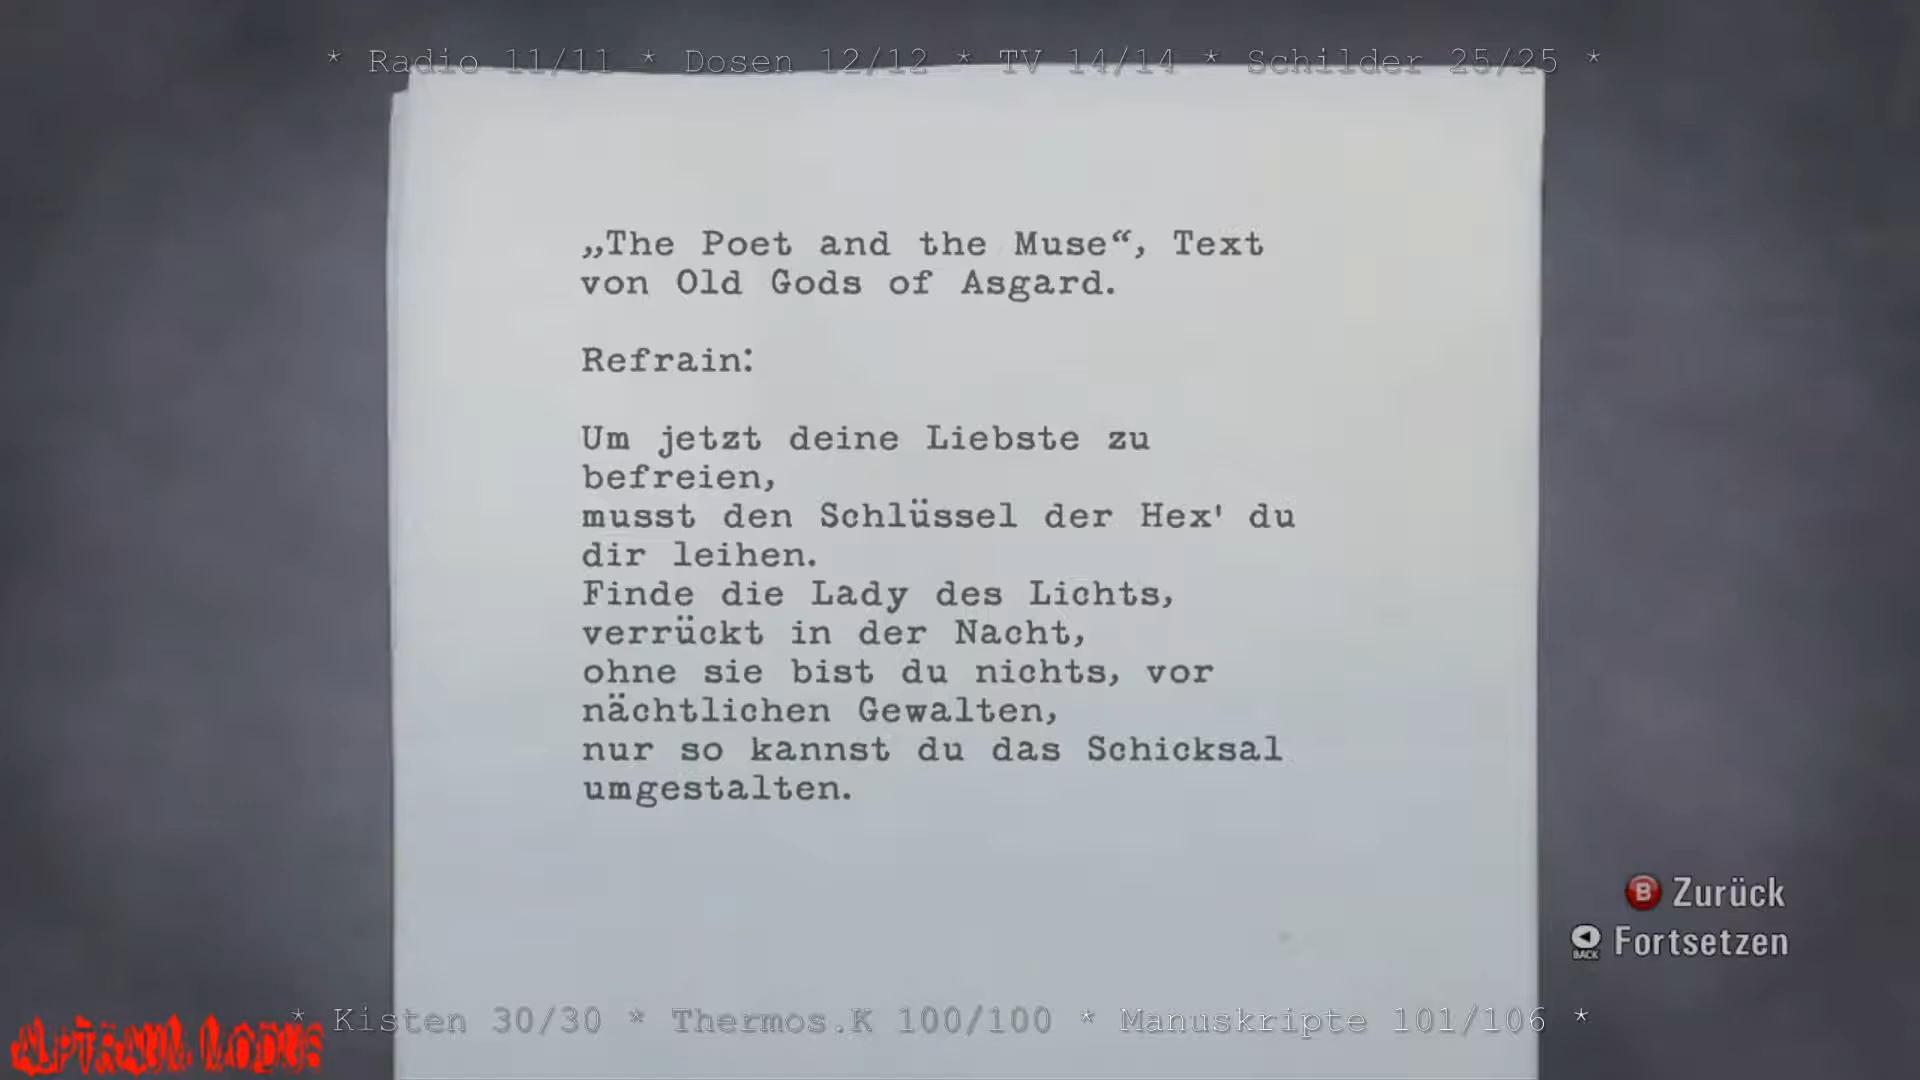 * Radio 11/11 * Dosen 12/12 * TV 14/14 * Schilder 25/25 *
„The Poet and the Muse“, Text
von Old Gods of Asgard.
Refrain:
Um jetzt deine Liebste zu
befreien,
musst den Schlüssel der Hex' du
dir leihen.
Finde die Lady des Lichts,
verrückt in der Nacht,
ohne sie bist du nichts, vor
nächtlichen Gewalten,
nur so kannst du das Schicksal
umgestalten.
B Zurück
BACK Fortsetzen
* Kisten 30/30 * Thermos.K 100/100 * Manuskripte 101/106 *
ALPTRAUM MODUS